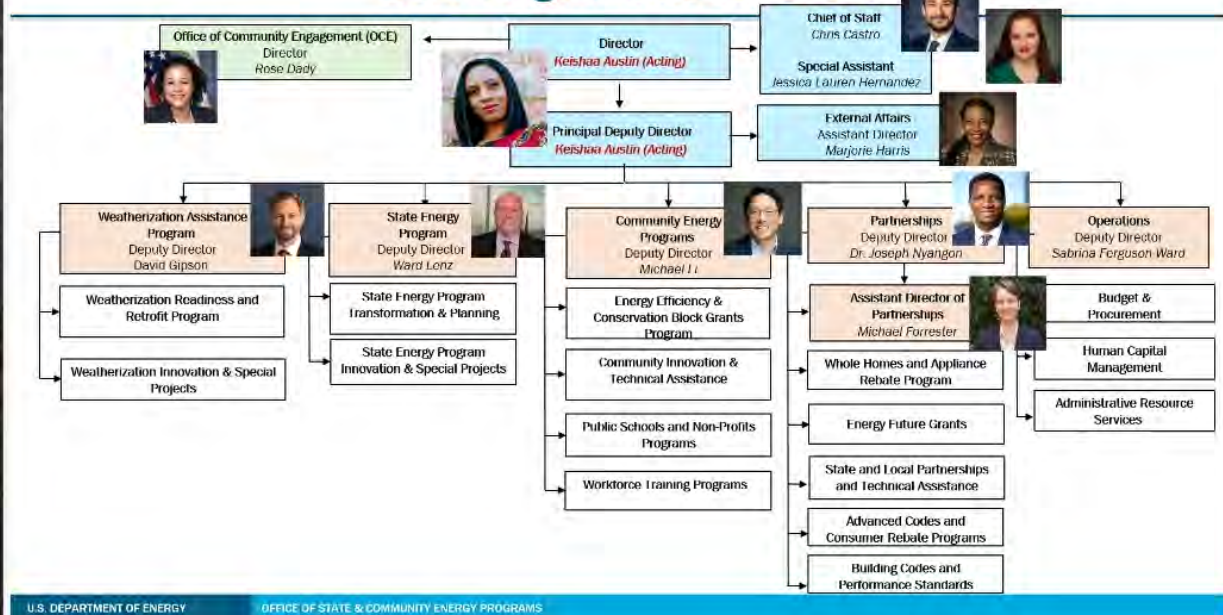 Office of Community Engagement (OCE)
Director
Rose Dady
Director
Keishaa Austin (Acting)
Chief of Staff
Chris Castro
Special Assistant
Jessica Lauren Hernandez
Principal Deputy Director
Keishaa Austin (Acting)
External Affairs
Assistant Director
Marjorie Harris
Weatherization Assistance
Program
Deputy Director
David Gipson
State Energy
Program
Deputy Director
Ward Lenz
Community Energy
Programs
Deputy Director
Michael Li
Partnerships
Deputy Director
Dr. Joseph Nyangon
Operations
Deputy Director
Sabrina Ferguson-Ward
Weatherization Readiness and
Retrofit Program
Weatherization Innovation & Special
Projects
State Energy Program
Transformation & Planning
State Energy Program
Innovation & Special Projects
Energy Efficiency &
Conservation Block Grants
Program
Community Innovation &
Technical Assistance
Public Schools and Non-Profits
Programs
Workforce Training Programs
Assistant Director of
Partnerships
Michael Forrester
Whole Homes and Appliance
Rebate Program
Energy Future Grants
State and Local Partnerships
and Technical Assistance
Advanced Codes and
Consumer Rebate Programs
Building Codes and
Performance Standards
Budget &
Procurement
Human Capital
Management
Administrative Resource
Services
U.S. DEPARTMENT OF ENERGY
OFFICE OF STATE & COMMUNITY ENERGY PROGRAMS